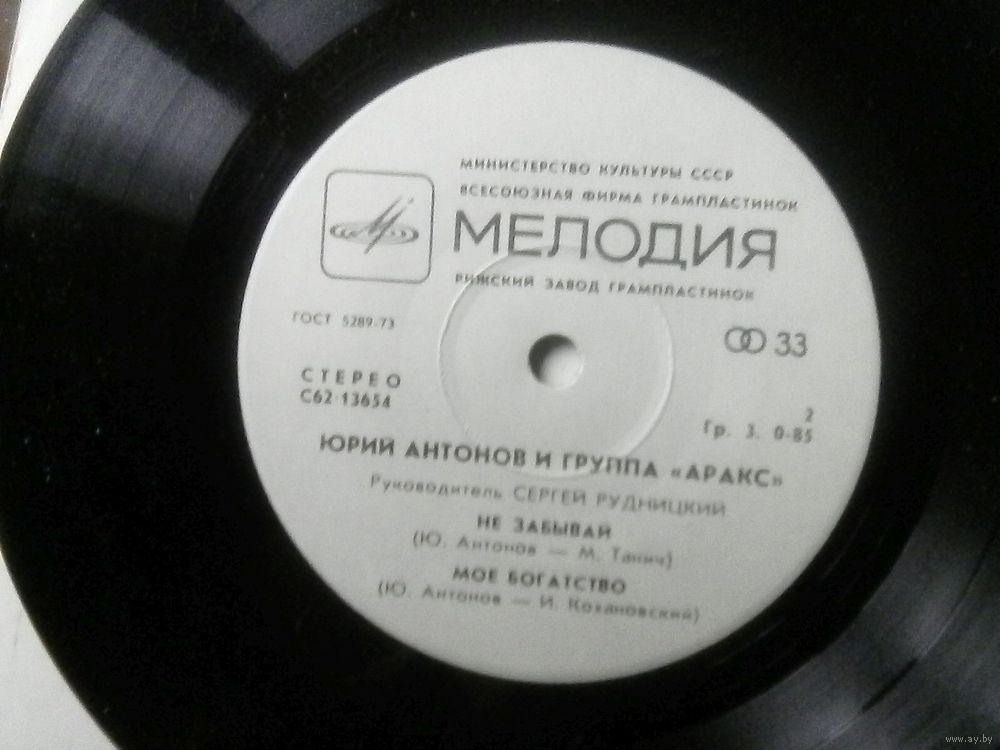 МИНИСТЕРСТВО КУЛЬТУРЫ СССР
ВСЕСОЮЗНАЯ ФИРМА ГРАМПЛАСТИНОК
МЕЛОДИЯ
РИЖСКИЙ ЗАВОД ГРАМПЛАСТИНОК
ГОСТ 5289-73
33
СТЕРЕО
С62-13654
2
Гр. 3. 0-85
ЮРИЙ АНТОНОВ И ГРУППА «АРАКС»
Руководитель СЕРГЕЙ РУДНИЦКИЙ
НЕ ЗАБЫВАЙ
(Ю. Антонов — М. Танич)
МОЕ БОГАТСТВО
(Ю. Антонов — И. Кохановский)
www.ay.by